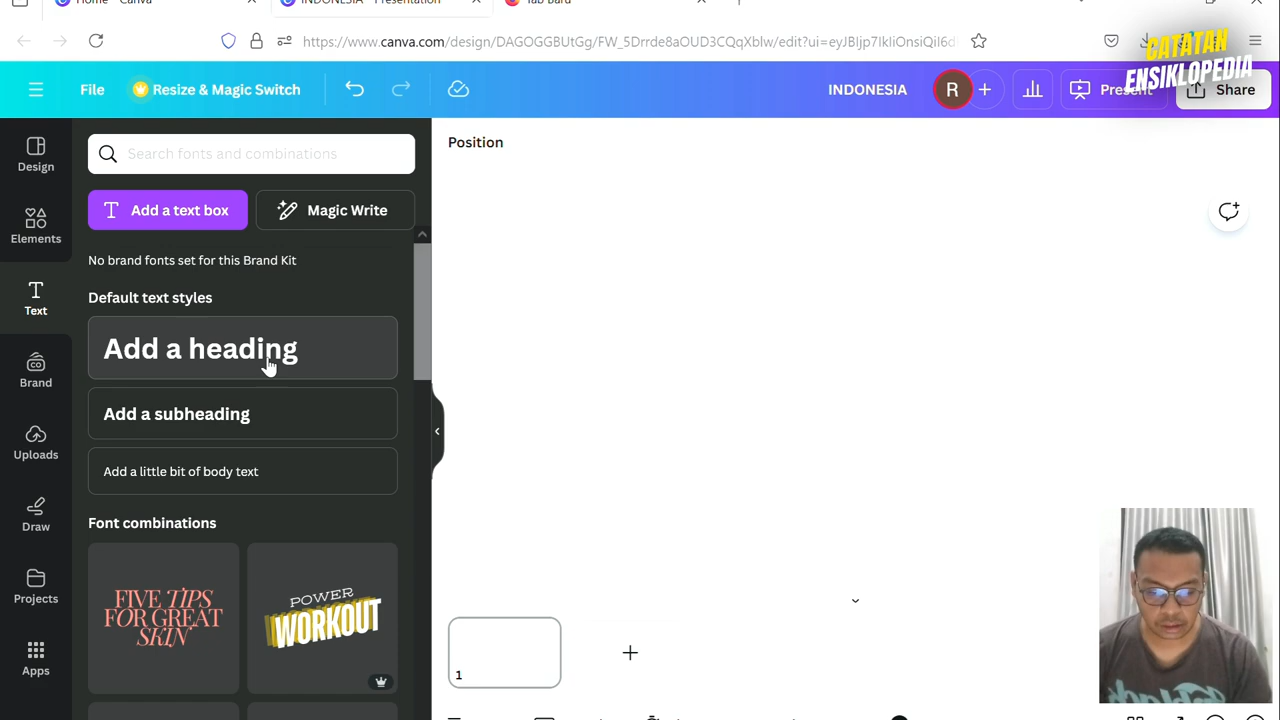 Home - Canva
INDONESIA - Presentation
Tab Baru
https://www.canva.com/design/DAGOGGBUtGg/FW_5Drrde8aOUD3CQqXblw/edit?ui=eyJBIjp7IkIiOnsiQiI6d
CATATAN
ENSIKLOPEDIA
File
Resize & Magic Switch
INDONESIA
R
Present
Share
Design
Elements
Text
Brand
Uploads
Draw
Projects
Apps
Search fonts and combinations
Add a text box
Magic Write
No brand fonts set for this Brand Kit
Default text styles
Add a heading
Add a subheading
Add a little bit of body text
Font combinations
FIVE TIPS
FOR GREAT
SKIN
POWER
WORKOUT
Position
1